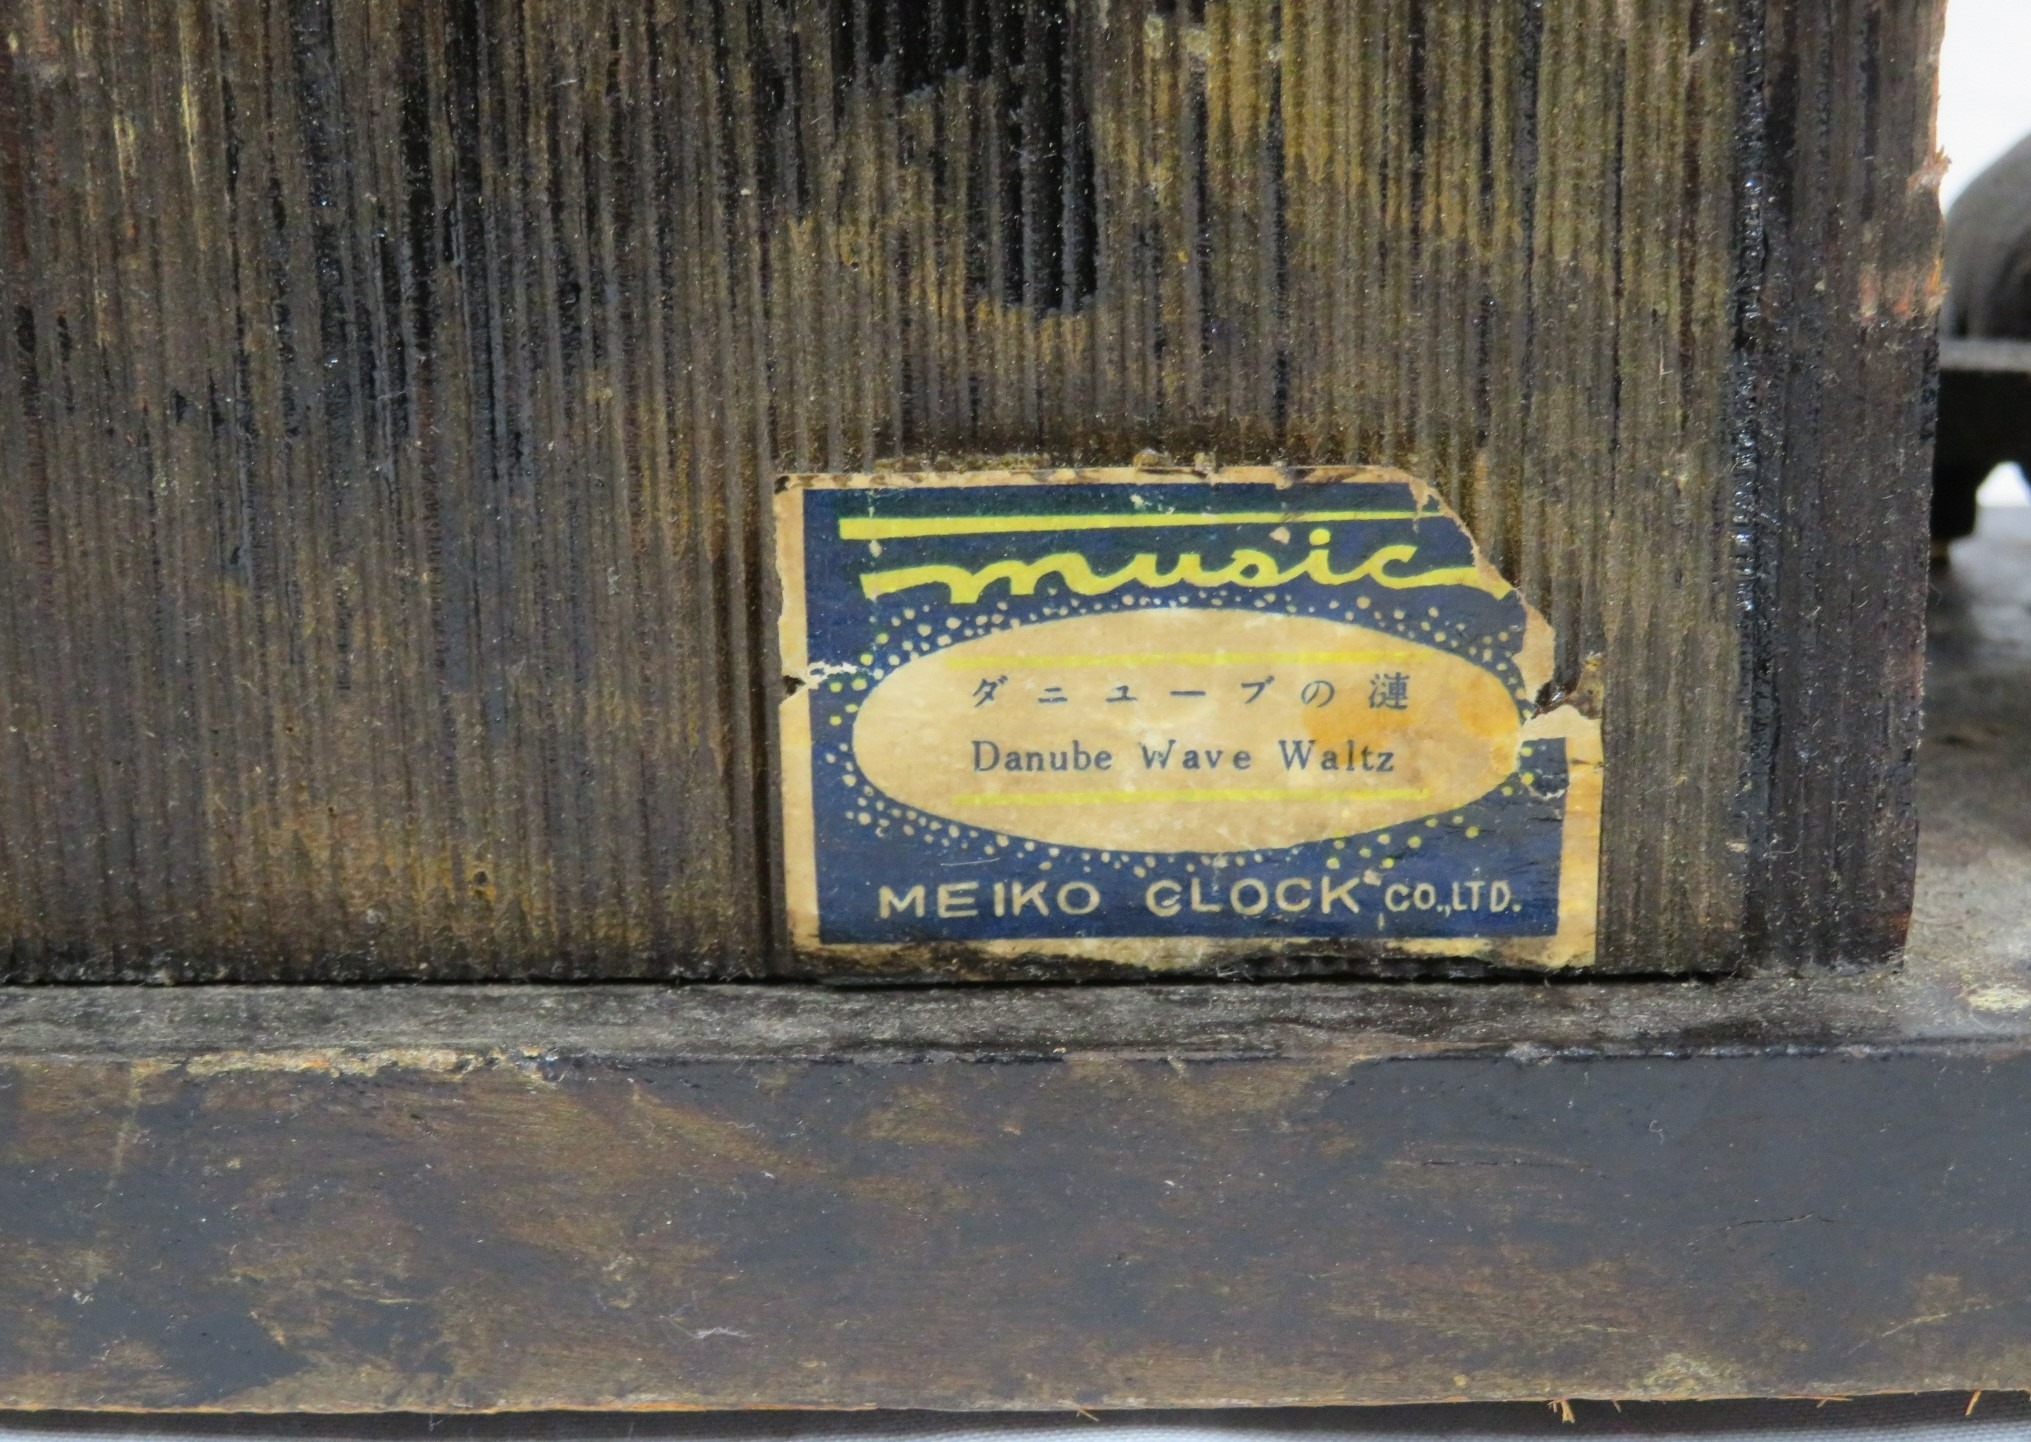 music
ダニューブの漣
Danube Wave Waltz
MEIKO CLOCK CO.,LTD.